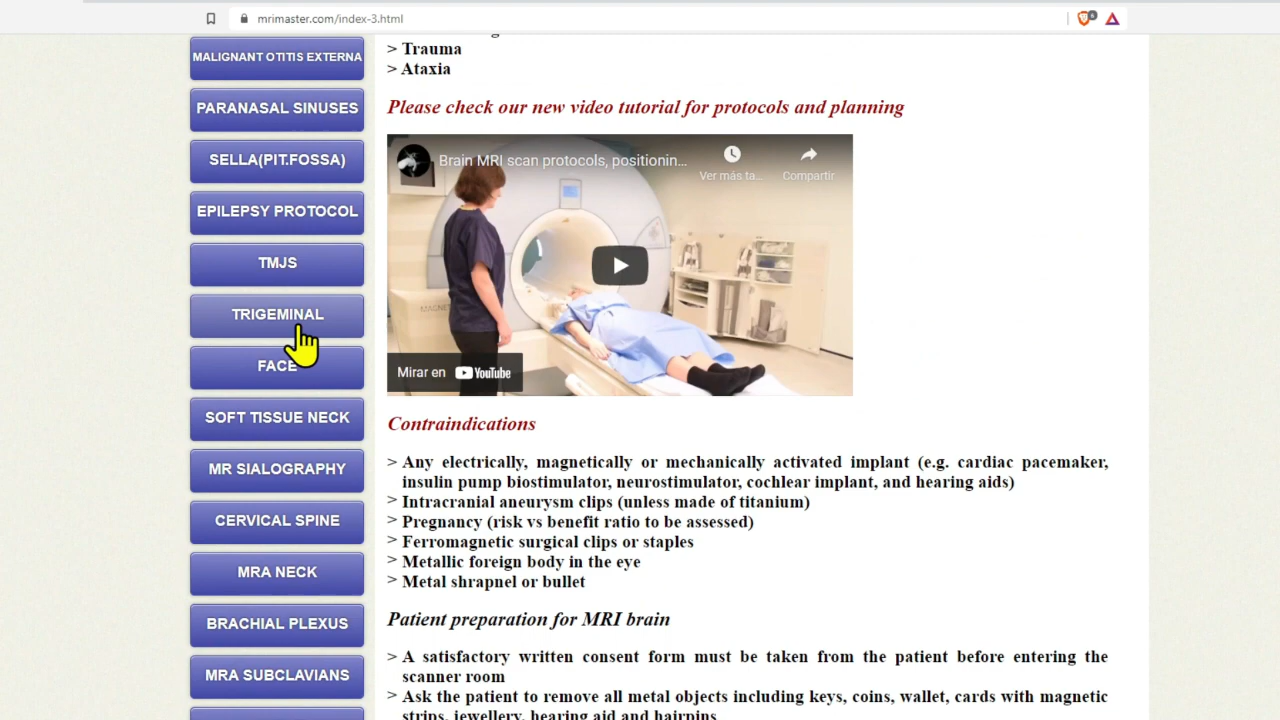 mrimaster.com/index-3.html
MALIGNANT OTITIS EXTERNA
PARANASAL SINUSES
SELLA(PIT.FOSSA)
EPILEPSY PROTOCOL
TMJS
TRIGEMINAL
FACE
SOFT TISSUE NECK
MR SIALOGRAPHY
CERVICAL SPINE
MRA NECK
BRACHIAL PLEXUS
MRA SUBCLAVIANS
> Trauma
> Ataxia
Please check our new video tutorial for protocols and planning
Brain MRI scan protocols, positionin...
Ver más ta...
Compartir
Mirar en YouTube
Contraindications
> Any electrically, magnetically or mechanically activated implant (e.g. cardiac pacemaker,
insulin pump biostimulator, neurostimulator, cochlear implant, and hearing aids)
> Intracranial aneurysm clips (unless made of titanium)
> Pregnancy (risk vs benefit ratio to be assessed)
> Ferromagnetic surgical clips or staples
> Metallic foreign body in the eye
> Metal shrapnel or bullet
Patient preparation for MRI brain
> A satisfactory written consent form must be taken from the patient before entering the
scanner room
> Ask the patient to remove all metal objects including keys, coins, wallet, cards with magnetic
strips, jewellery, hearing aid and hairpins